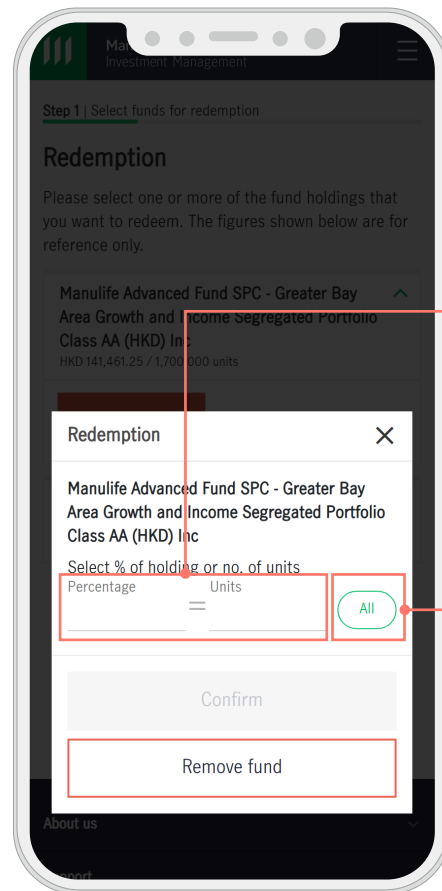 Man
Investment Management
Step 1 | Select funds for redemption
Redemption
Please select one or more of the fund holdings that
you want to redeem. The figures shown below are for
reference only.
Manulife Advanced Fund SPC - Greater Bay
Area Growth and Income Segregated Portfolio
Class AA (HKD) Inc
HKD 141,461.25 / 1,700,000 units
Redemption
Manulife Advanced Fund SPC - Greater Bay
Area Growth and Income Segregated Portfolio
Class AA (HKD) Inc
Select % of holding or no. of units
Percentage = Units
All
Confirm
Remove fund
About us